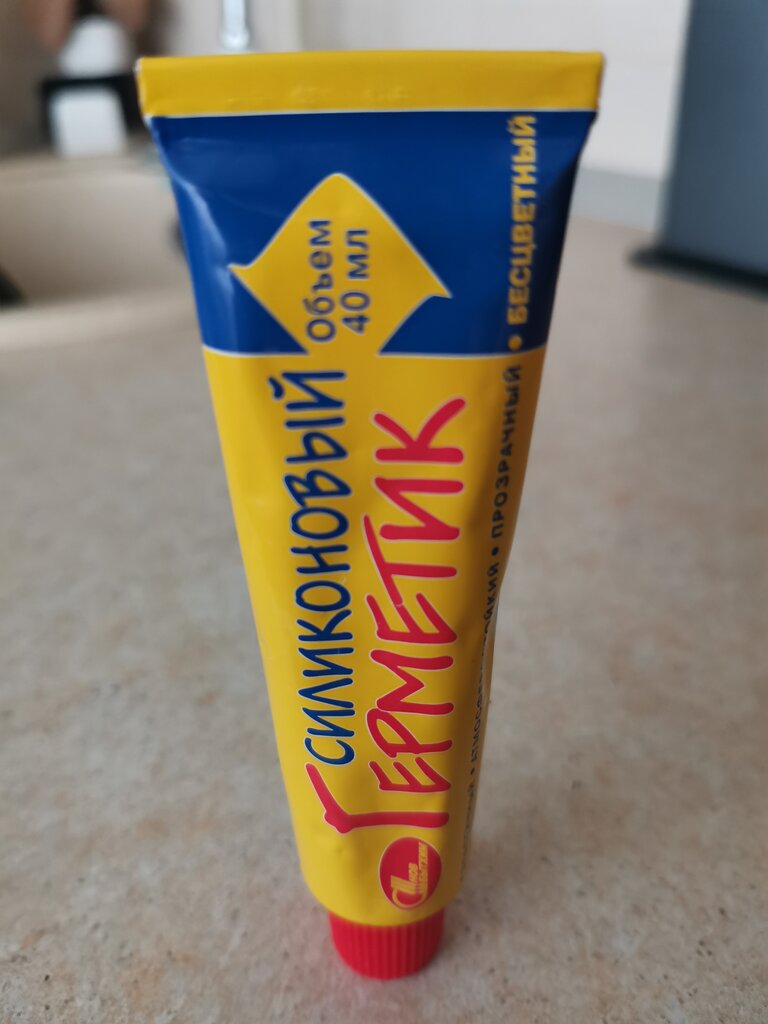 Объем
40 мл
СИЛИКОНОВЫЙ
ГЕРМЕТИК
• ПРОЗРАЧНЫЙ • БЕСЦВЕТНЫЙ